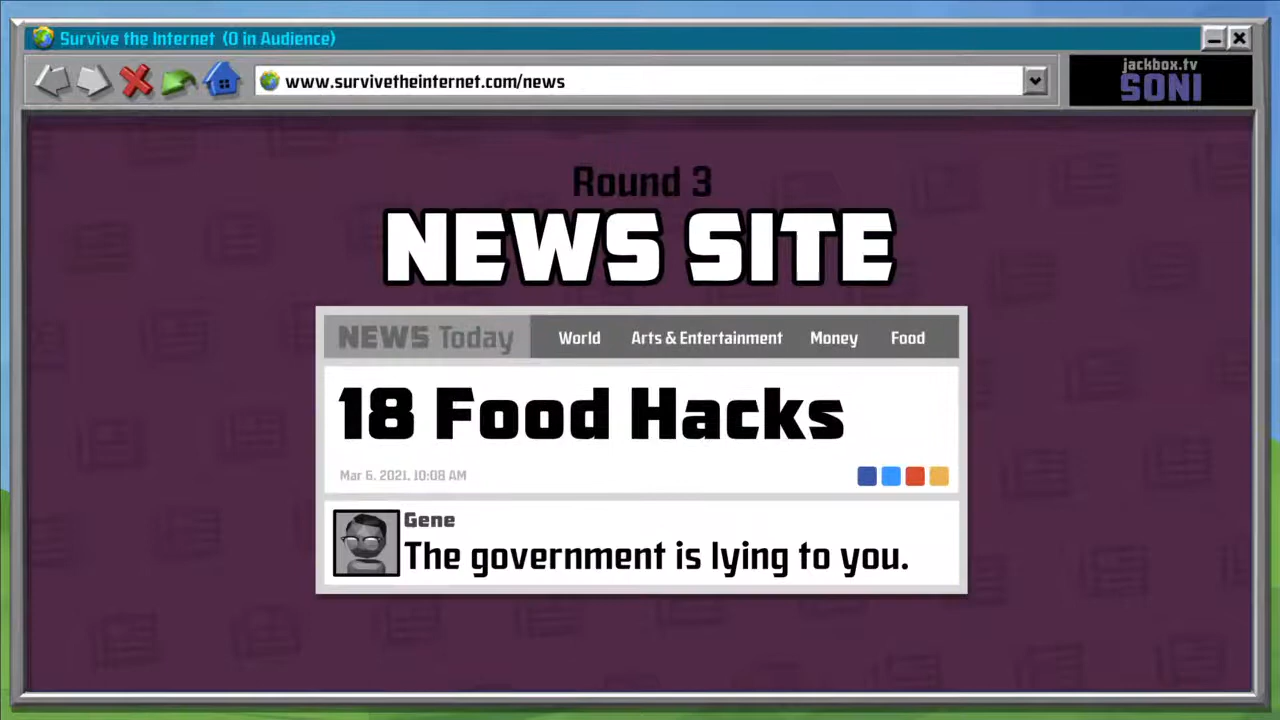 Survive the Internet (0 in Audience)
www.survivetheinternet.com/news
jackbox.tv
SONI
Round 3
NEWS SITE
NEWS Today World Arts & Entertainment Money Food
18 Food Hacks
Mar 6, 2021, 10:08 AM
Gene
The government is lying to you.